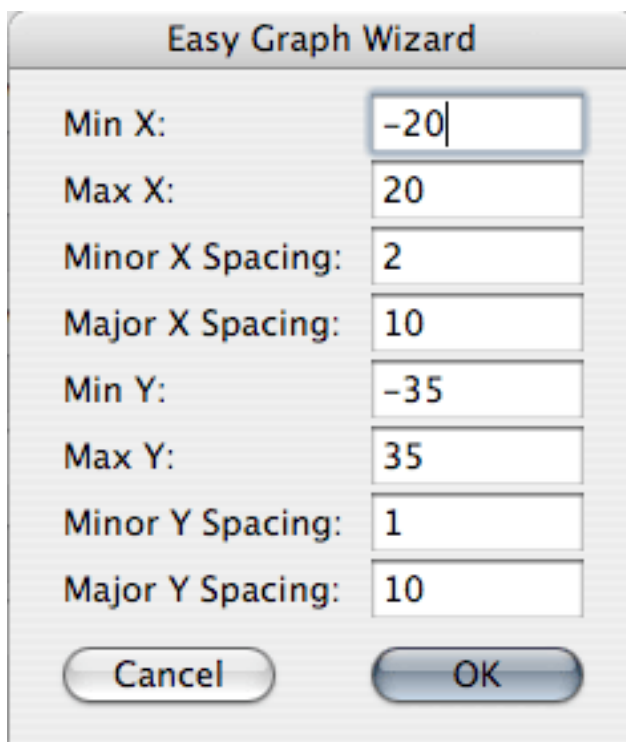 Easy Graph Wizard
Min X: -20
Max X: 20
Minor X Spacing: 2
Major X Spacing: 10
Min Y: -35
Max Y: 35
Minor Y Spacing: 1
Major Y Spacing: 10
Cancel OK